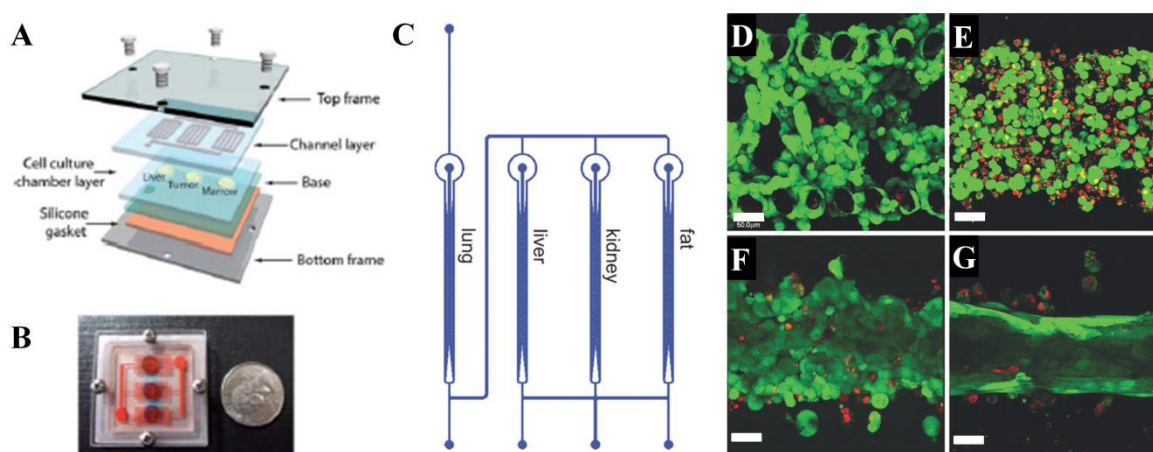 A
Top frame
Channel layer
Cell culture
chamber layer
Liver
Tumor
Marrow
Base
Silicone
gasket
Bottom frame
B
C
lung
liver
kidney
fat
D
50.0μm
E
F
G